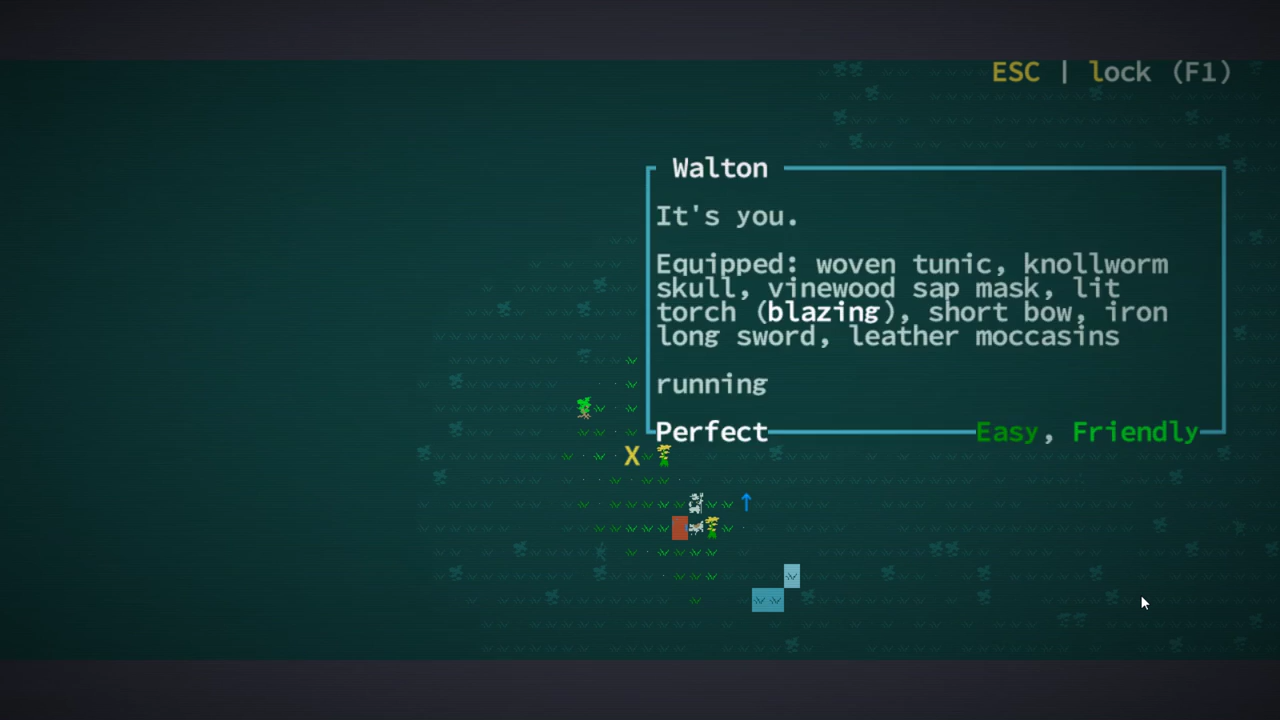 ESC | lock (F1)
Walton
It's you.
Equipped: woven tunic, knollworm
skull, vinewood sap mask, lit
torch (blazing), short bow, iron
long sword, leather moccasins
running
Perfect Easy, Friendly
X